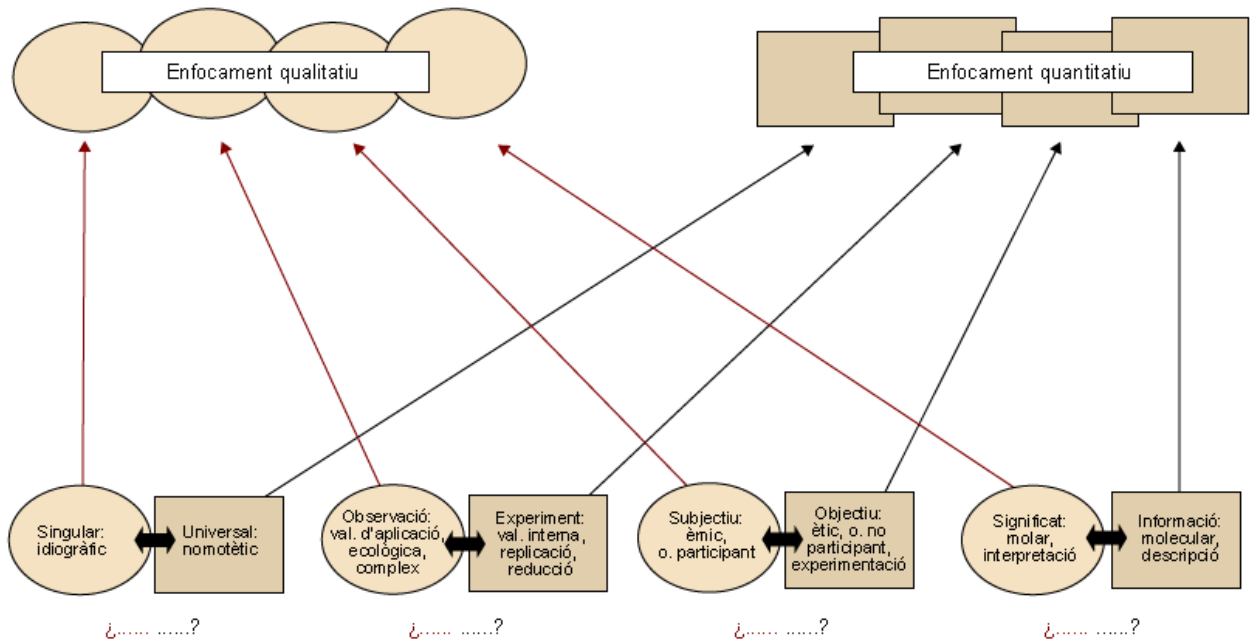 Enfocament qualitatiu
Enfocament quantitatiu
Singular:
idiogràfic
Universal:
nomotètic
Observació:
val. d'aplicació,
ecològica,
complex
Experiment:
val. interna,
replicació,
reducció
Subjectiu:
èmic,
o. participant
Objectiu:
ètic, o. no
participant,
experimentació
Significat:
molar,
interpretació
Informació:
molecular,
descripció
¿...... ......?
¿...... ......?
¿...... ......?
¿...... ......?